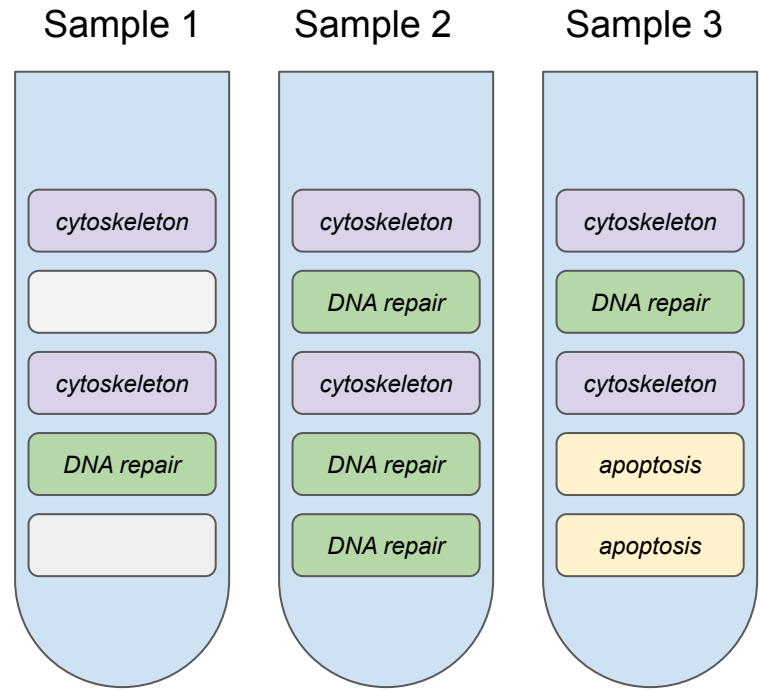 Sample 1
Sample 2
Sample 3
cytoskeleton
cytoskeleton
cytoskeleton
DNA repair
DNA repair
cytoskeleton
cytoskeleton
cytoskeleton
DNA repair
DNA repair
apoptosis
DNA repair
apoptosis